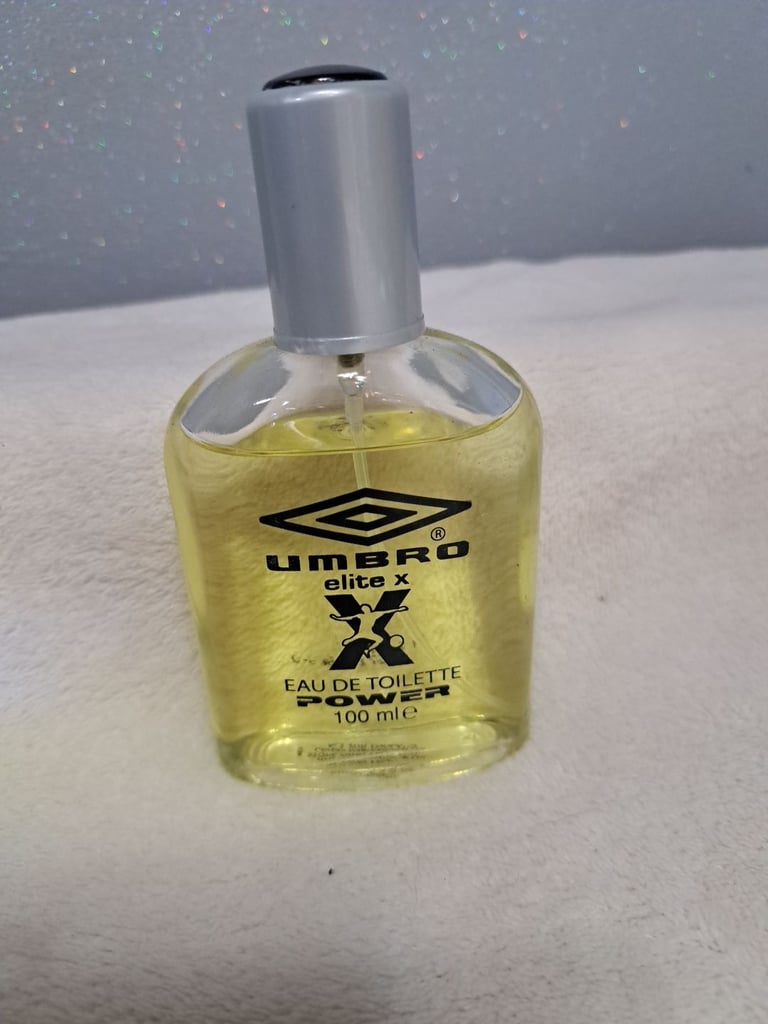 ®
UMBRO
elite x
X
EAU DE TOILETTE
POWER
100 ml e